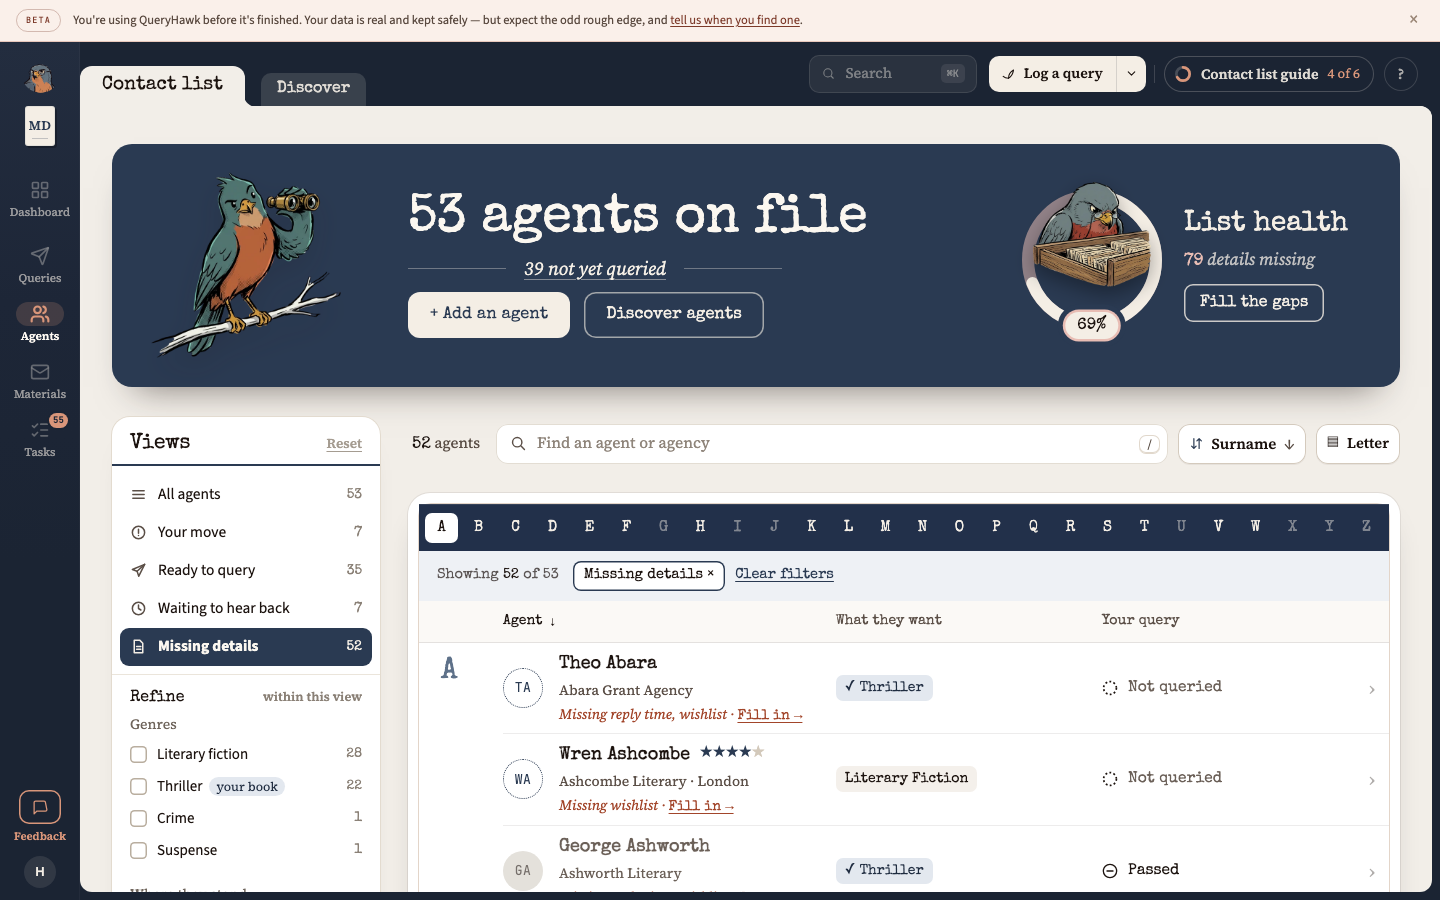 BETA You're using QueryHawk before it's finished. Your data is real and kept safely — but expect the odd rough edge, and tell us when you find one. ×
Contact list
Discover
Search ⌘K
Log a query
Contact list guide 4 of 6
?
MD
Dashboard
Queries
Agents
Materials
55
Tasks
Feedback
H
53 agents on file
39 not yet queried
+ Add an agent
Discover agents
69%
List health
79 details missing
Fill the gaps
Views Reset
All agents 53
Your move 7
Ready to query 35
Waiting to hear back 7
Missing details 52
Refine within this view
Genres
Literary fiction 28
Thriller your book 22
Crime 1
Suspense 1
52 agents
Find an agent or agency /
Surname ↓
Letter
A B C D E F G H I J K L M N O P Q R S T U V W X Y Z
Showing 52 of 53 Missing details × Clear filters
Agent ↓ What they want Your query
A
TA
Theo Abara
Abara Grant Agency
Missing reply time, wishlist · Fill in →
✓ Thriller
Not queried ›
WA
Wren Ashcombe ★★★★★
Ashcombe Literary · London
Missing wishlist · Fill in →
Literary Fiction
Not queried ›
GA
George Ashworth
Ashworth Literary
✓ Thriller
Passed ›